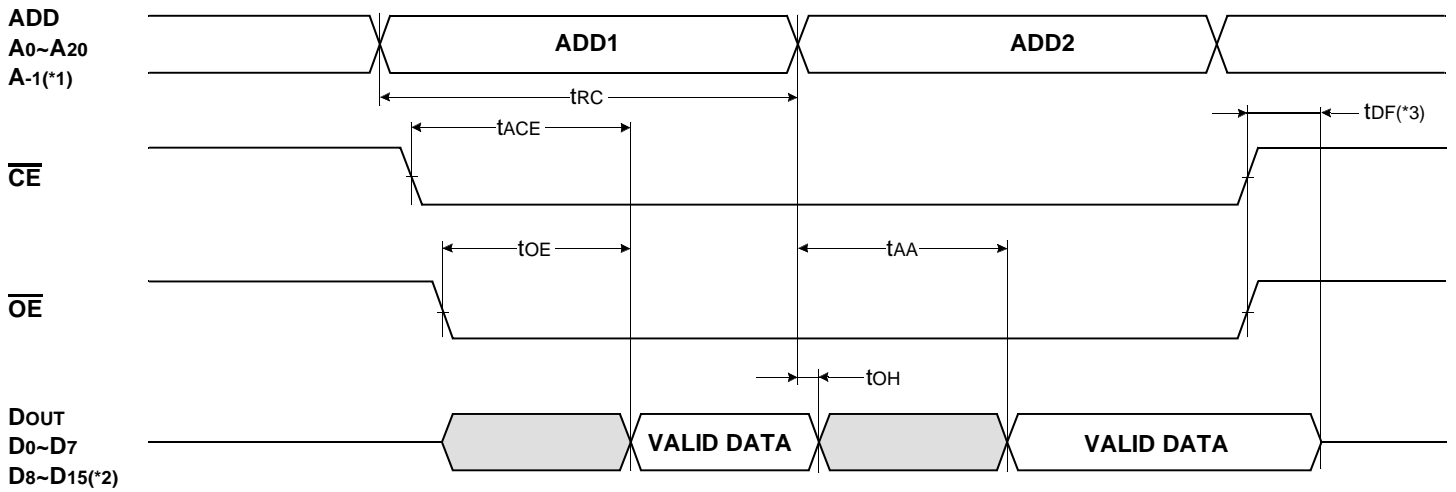 ADD
A0~A20
A-1(*1)
ADD1
ADD2
tRC
tACE
tDF(*3)
CE
tOE
tAA
OE
tOH
DOUT
D0~D7
D8~D15(*2)
VALID DATA
VALID DATA